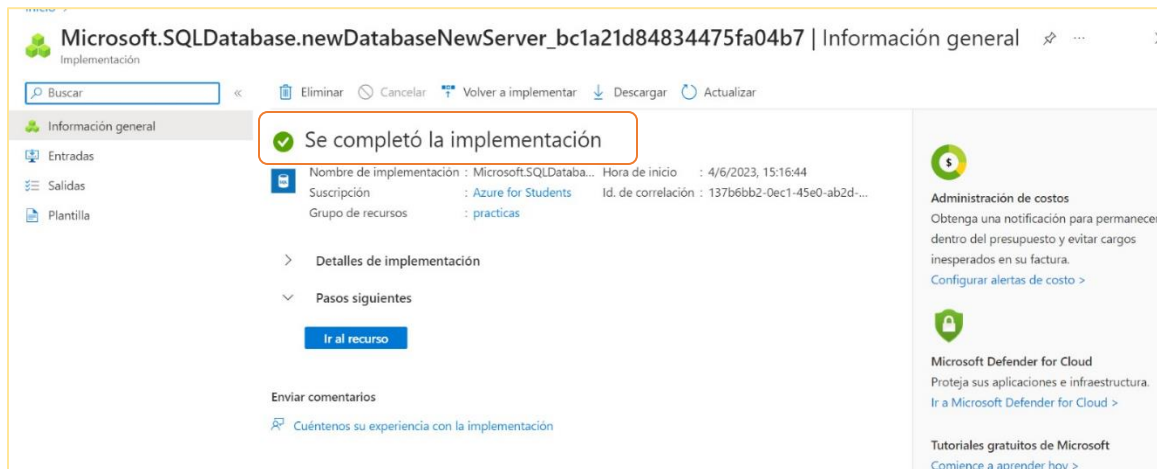 Microsoft.SQLDatabase.newDatabaseNewServer_bc1a21d84834475fa04b7 | Información general
Implementación
Buscar
Eliminar Cancelar Volver a implementar Descargar Actualizar
Información general
Entradas
Salidas
Plantilla
Se completó la implementación
Nombre de implementación : Microsoft.SQLDataba... Hora de inicio : 4/6/2023, 15:16:44
Suscripción : Azure for Students Id. de correlación : 137b6bb2-0ec1-45e0-ab2d-...
Grupo de recursos : practicas
Detalles de implementación
Pasos siguientes
Ir al recurso
Enviar comentarios
Cuéntenos su experiencia con la implementación
Administración de costos
Obtenga una notificación para permanecer
dentro del presupuesto y evitar cargos
inesperados en su factura.
Configurar alertas de costo >
Microsoft Defender for Cloud
Proteja sus aplicaciones e infraestructura.
Ir a Microsoft Defender for Cloud >
Tutoriales gratuitos de Microsoft
Comience a aprender hoy >